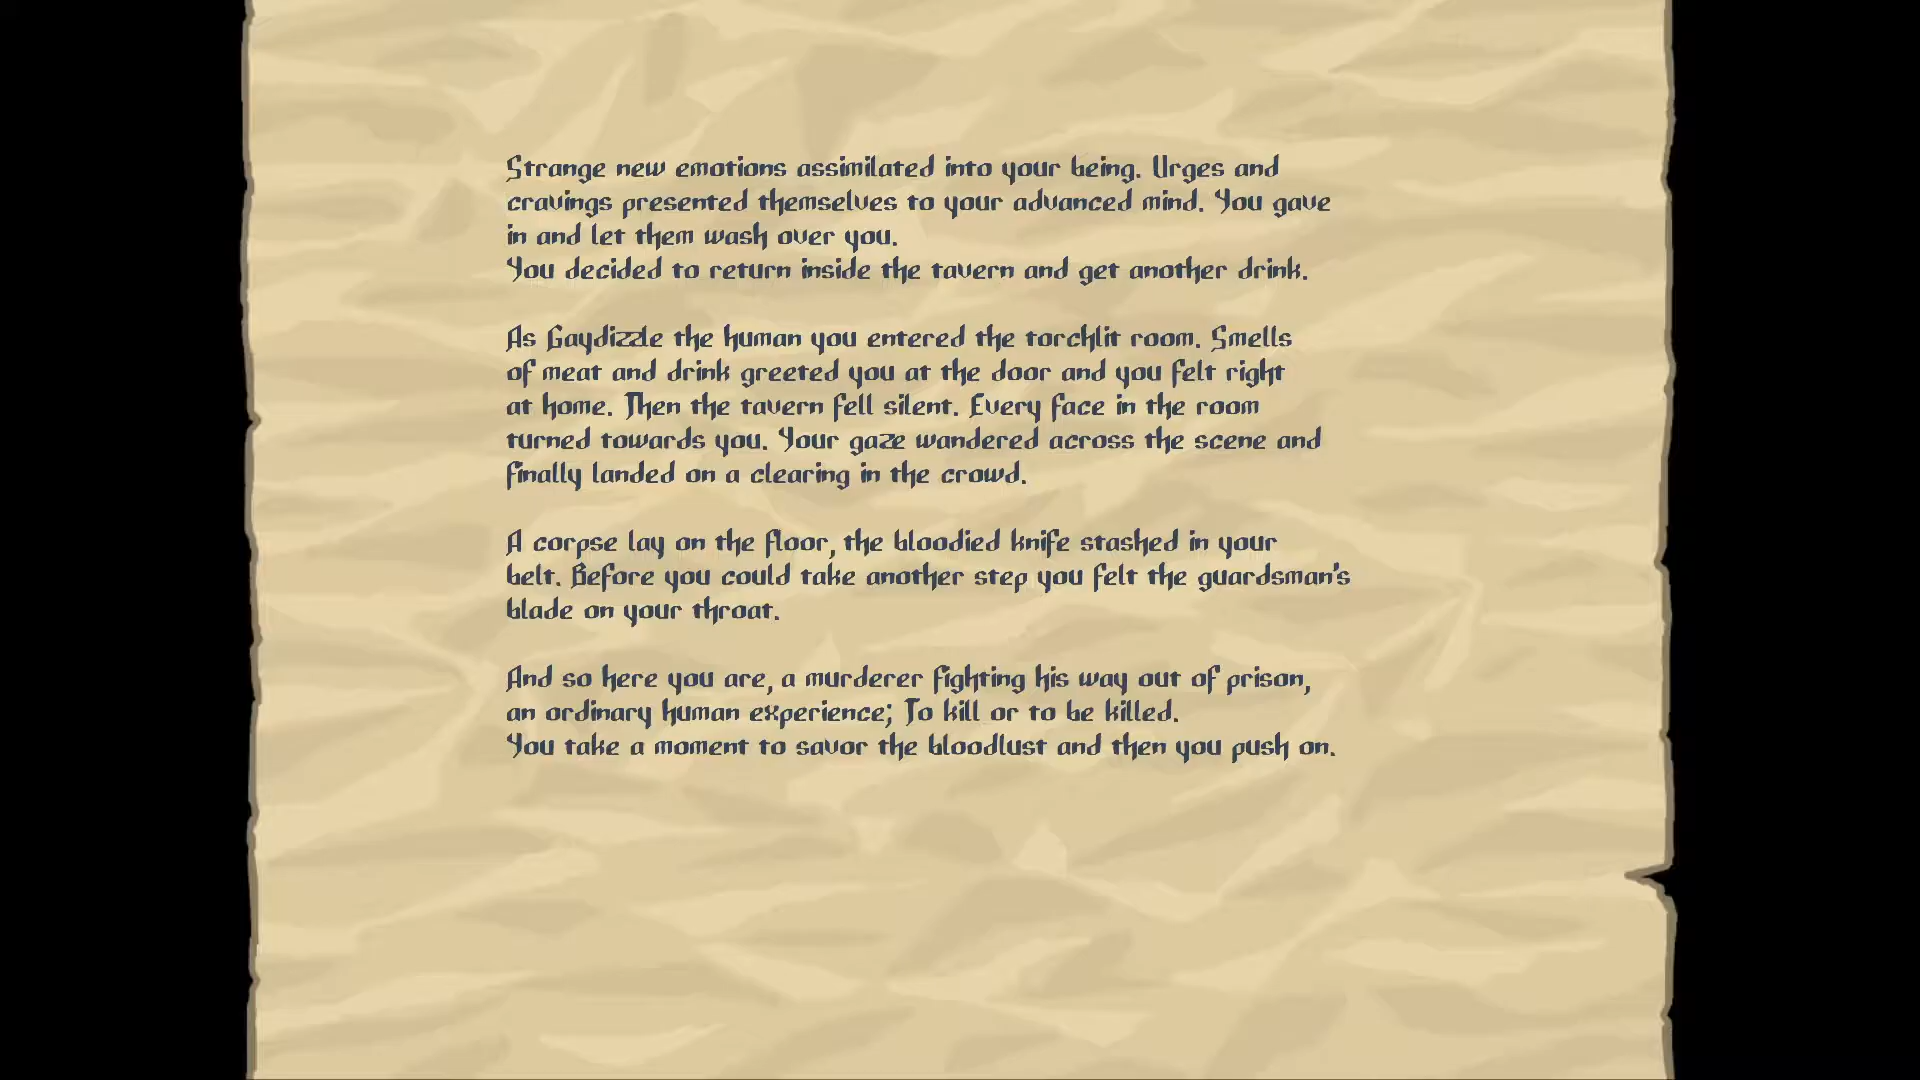 Strange new emotions assimilated into your being. Urges and
cravings presented themselves to your advanced mind. You gave
in and let them wash over you.
You decided to return inside the tavern and get another drink.
As Gaydizzle the human you entered the torchlit room. Smells
of meat and drink greeted you at the door and you felt right
at home. Then the tavern fell silent. Every face in the room
turned towards you. Your gaze wandered across the scene and
finally landed on a clearing in the crowd.
A corpse lay on the floor, the bloodied knife stashed in your
belt. Before you could take another step you felt the guardsman's
blade on your throat.
And so here you are, a murderer fighting his way out of prison,
an ordinary human experience; To kill or to be killed.
You take a moment to savor the bloodlust and then you push on.